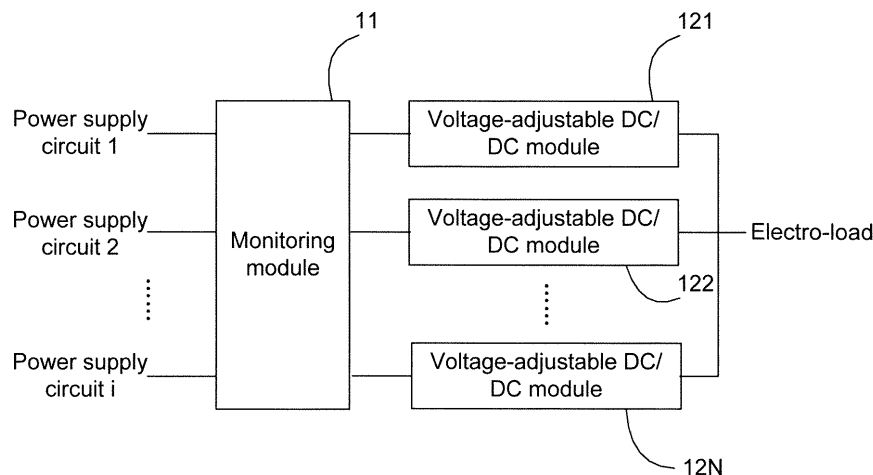 11
121
Power supply
circuit 1
Voltage-adjustable DC/
DC module
Power supply
circuit 2
Monitoring
module
Voltage-adjustable DC/
DC module
Electro-load
122
Power supply
circuit i
Voltage-adjustable DC/
DC module
12N